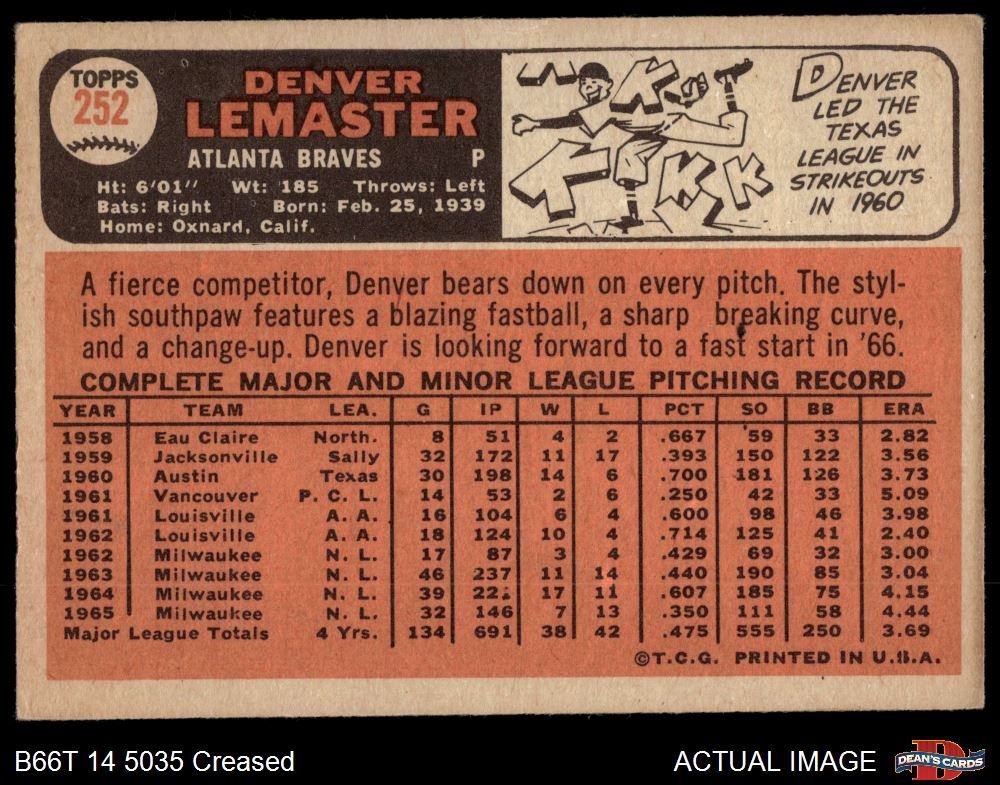 TOPPS
252
DENVER
LEMASTER
ATLANTA BRAVES P
Ht: 6'01" Wt: 185 Throws: Left
Bats: Right Born: Feb. 25, 1939
Home: Oxnard, Calif.
K
K
K
K
DENVER
LED THE
TEXAS
LEAGUE IN
STRIKEOUTS
IN 1960
A fierce competitor, Denver bears down on every pitch. The styl-
ish southpaw features a blazing fastball, a sharp breaking curve,
and a change-up. Denver is looking forward to a fast start in '66.
COMPLETE MAJOR AND MINOR LEAGUE PITCHING RECORD
YEAR TEAM LEA. G IP W L PCT SO BB ERA
1958 Eau Claire North. 8 51 4 2 .667 59 33 2.82
1959 Jacksonville Sally 32 172 11 17 .393 150 122 3.56
1960 Austin Texas 30 198 14 6 .700 181 126 3.73
1961 Vancouver P. C. L. 14 53 2 6 .250 42 33 5.09
1961 Louisville A. A. 16 104 6 4 .600 98 46 3.98
1962 Louisville A. A. 18 124 10 4 .714 125 41 2.40
1962 Milwaukee N. L. 17 87 3 4 .429 69 32 3.00
1963 Milwaukee N. L. 46 237 11 14 .440 190 85 3.04
1964 Milwaukee N. L. 39 17 11 .607 185 75 4.15
1965 Milwaukee N. L. 32 146 7 13 .350 111 58 4.44
Major League Totals 4 Yrs. 134 691 38 42 .475 555 250 3.69
©T.C.G. PRINTED IN U.S.A.
B66T 14 5035 Creased
ACTUAL IMAGE
D
DEAN'S CARDS